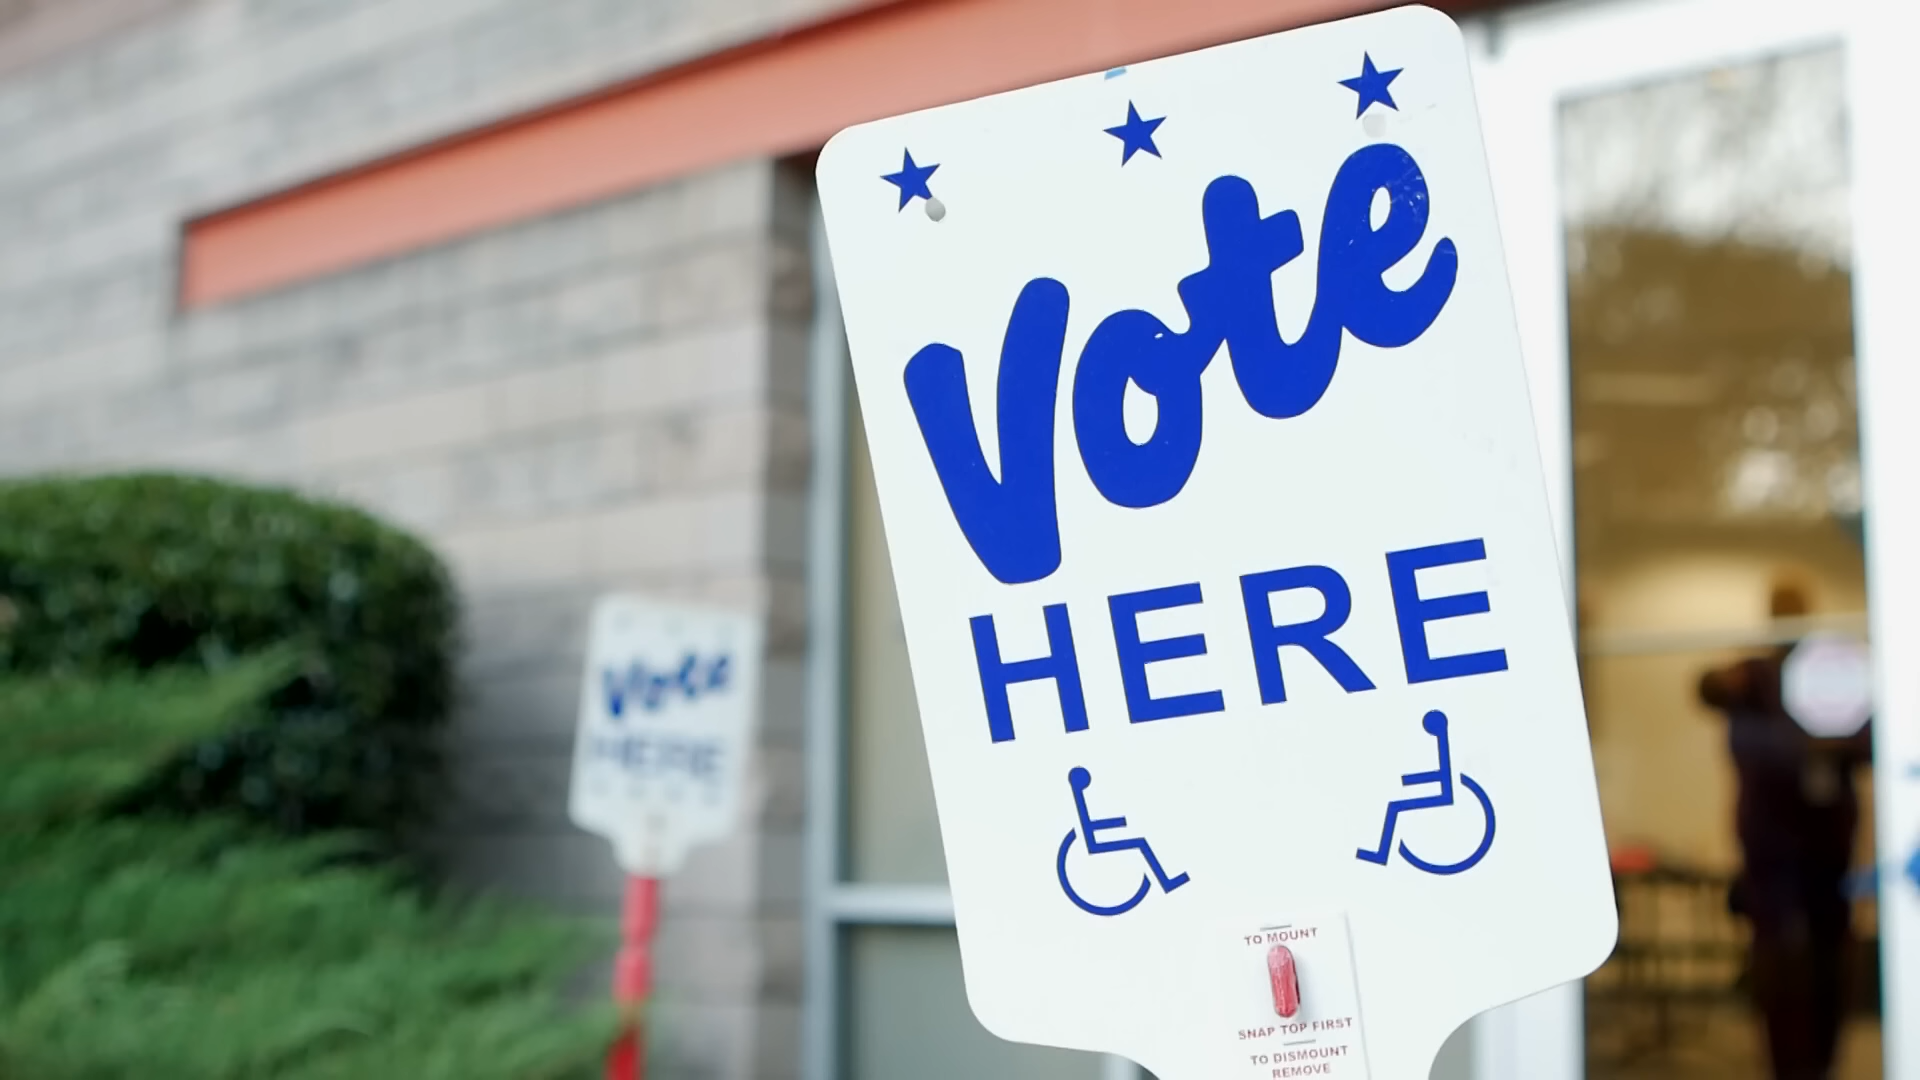 Vote
HERE
TO MOUNT
SNAP TOP FIRST
TO DISMOUNT
REMOVE
Vote
HERE